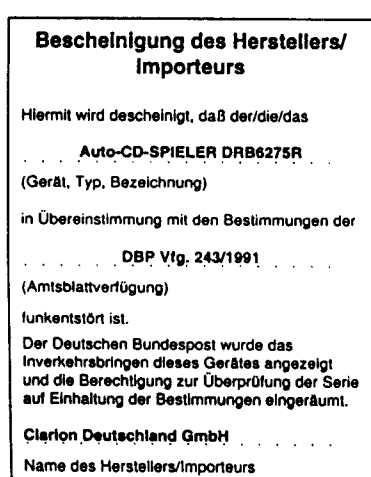 Bescheinigung des Herstellers/
Importeurs
Hiermit wird descheinigt, daß der/die/das
Auto-CD-SPIELER DRB6275R
(Gerät, Typ, Bezeichnung)
in Übereinstimmung mit den Bestimmungen der
DBP Vfg. 243/1991
(Amtsblattverfügung)
funkentstört ist.
Der Deutschen Bundespost wurde das
Inverkehrsbringen dieses Gerätes angezeigt
und die Berechtigung zur Überprüfung der Serie
auf Einhaltung der Bestimmungen eingeräumt.
Clarion Deutschland GmbH
Name des Herstellers/Importeurs